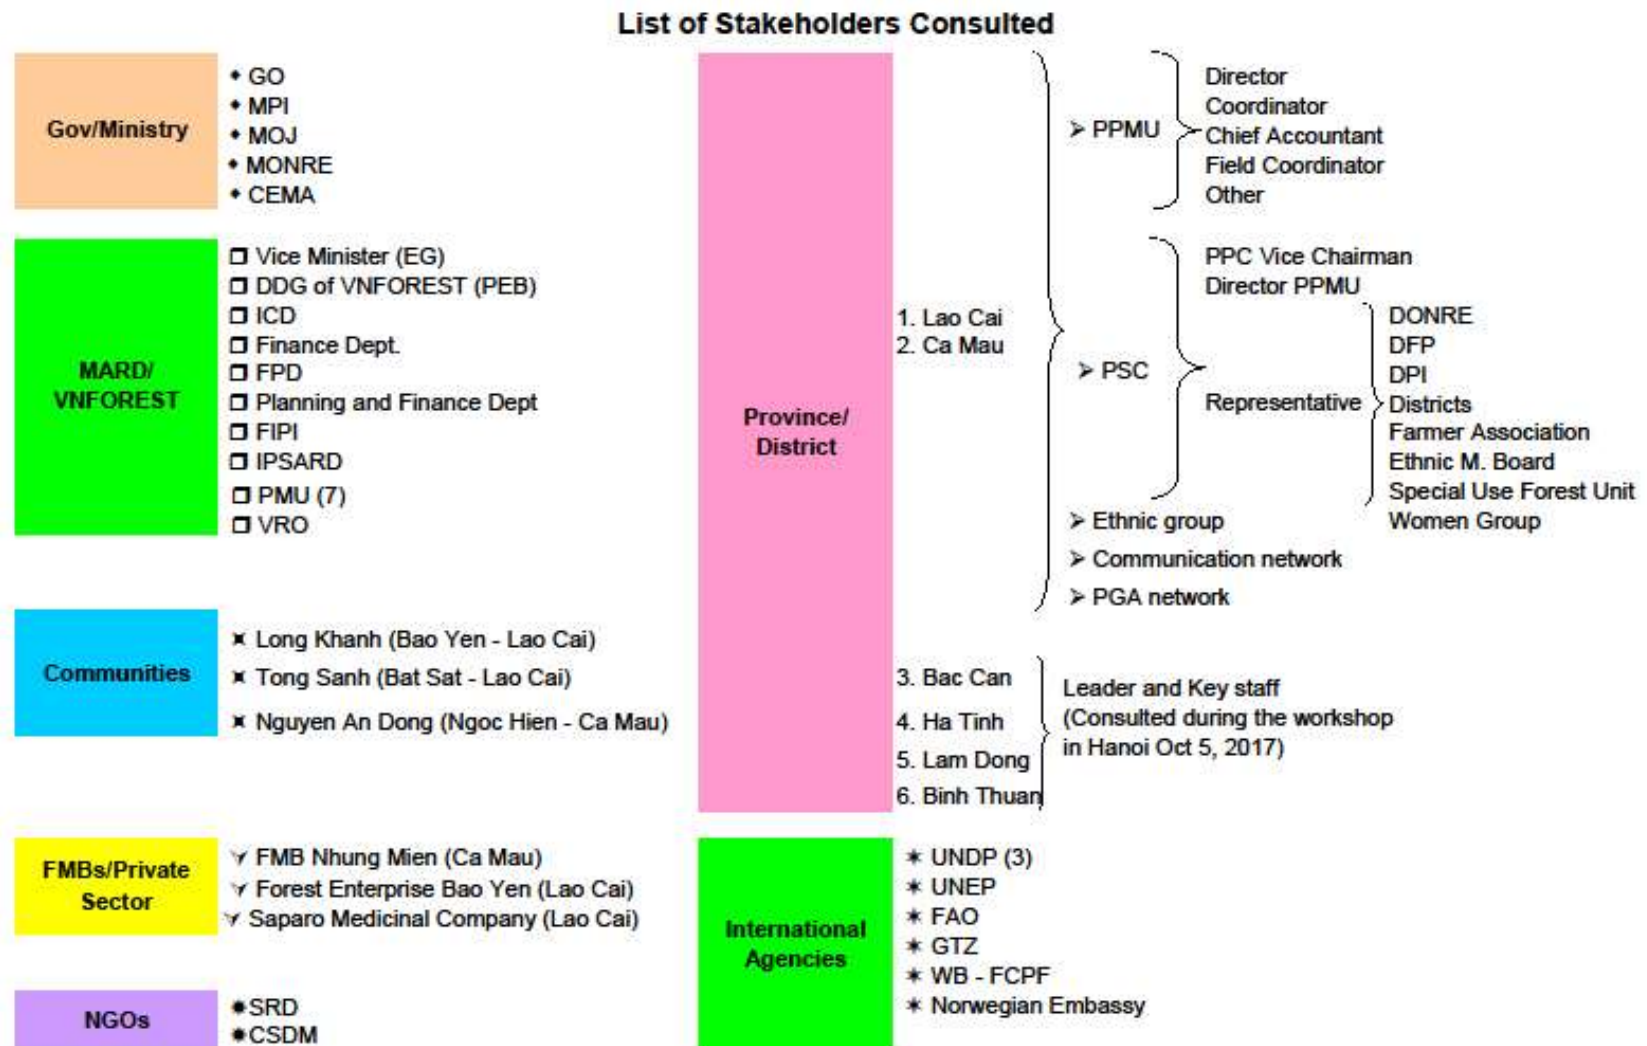 List of Stakeholders Consulted
Gov/Ministry
GO
MPI
MOJ
MONRE
CEMA
MARD/
VNFOREST
Vice Minister (EG)
DDG of VNFOREST (PEB)
ICD
Finance Dept.
FPD
Planning and Finance Dept
FIPI
IPSARD
PMU (7)
VRO
Communities
Long Khanh (Bao Yen - Lao Cai)
Tong Sanh (Bat Sat - Lao Cai)
Nguyen An Dong (Ngoc Hien - Ca Mau)
FMBs/Private
Sector
FMB Nhung Mien (Ca Mau)
Forest Enterprise Bao Yen (Lao Cai)
Saparo Medicinal Company (Lao Cai)
NGOs
SRD
CSDM
Province/
District
1. Lao Cai
2. Ca Mau
PPMU
Director
Coordinator
Chief Accountant
Field Coordinator
Other
PSC
PPC Vice Chairman
Director PPMU
Representative
DONRE
DFP
DPI
Districts
Farmer Association
Ethnic M. Board
Special Use Forest Unit
Women Group
Ethnic group
Communication network
PGA network
3. Bac Can
4. Ha Tinh
5. Lam Dong
6. Binh Thuan
Leader and Key staff
(Consulted during the workshop
in Hanoi Oct 5, 2017)
International
Agencies
UNDP (3)
UNEP
FAO
GTZ
WB - FCPF
Norwegian Embassy